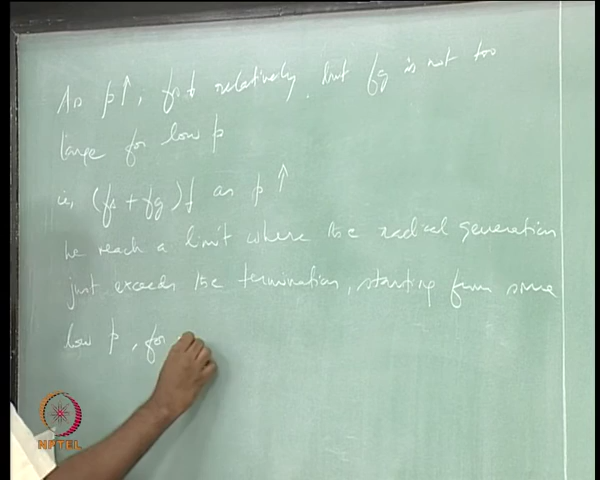 As p↑, fs↓ relatively, but fg is not too
large for low p
ie, (fs + fg)↓ as p ↑
we reach a limit where the radical generation
just exceeds the termination, starting from some
low p, for
NPTEL